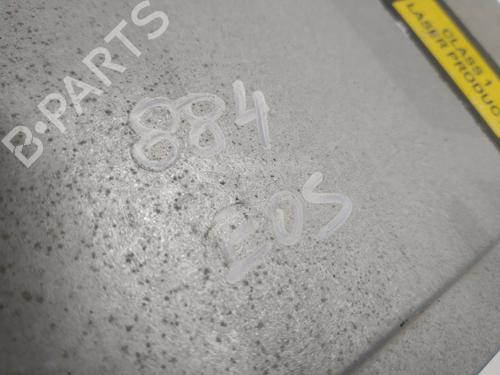 B-PARTS
CLASS 1
LASER PRODUC
884
EOS